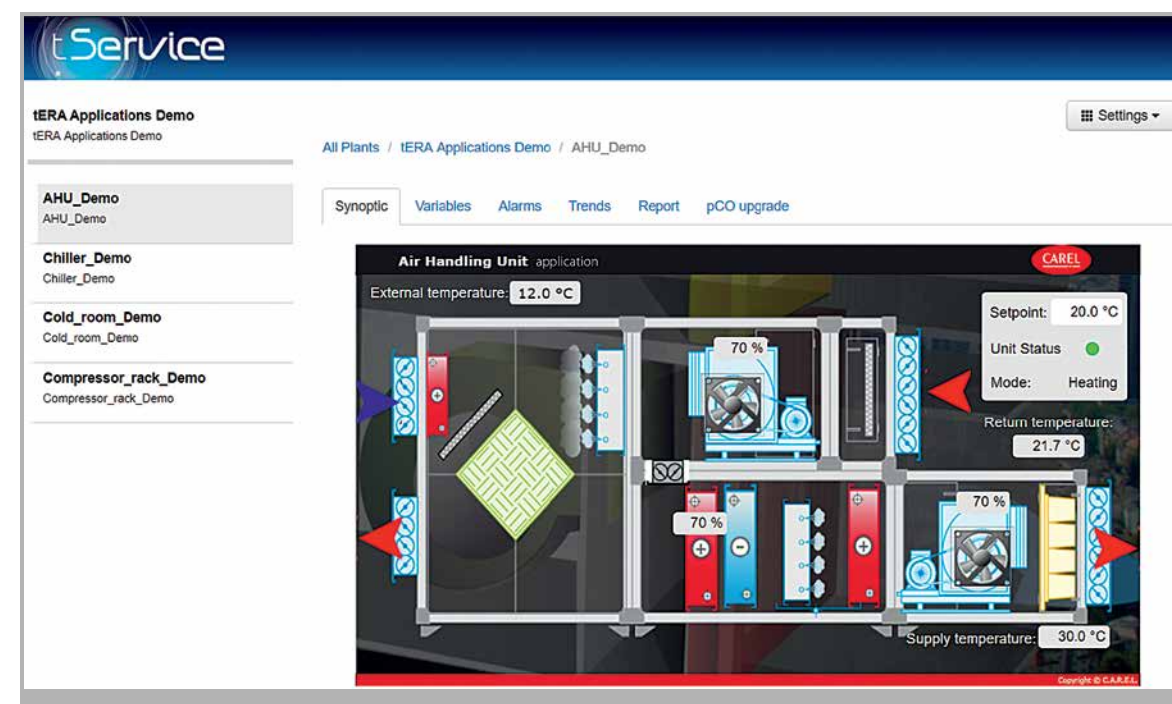 tService
tERA Applications Demo
tERA Applications Demo
Settings
All Plants / tERA Applications Demo / AHU_Demo
AHU_Demo
AHU_Demo
Chiller_Demo
Chiller_Demo
Cold_room_Demo
Cold_room_Demo
Compressor_rack_Demo
Compressor_rack_Demo
Synoptic Variables Alarms Trends Report pCO upgrade
Air Handling Unit application
CAREL
External temperature: 12.0 °C
Setpoint: 20.0 °C
Unit Status
Mode: Heating
70 %
Return temperature:
21.7 °C
70 %
70 %
Supply temperature: 30.0 °C
Copyright © C.A.R.E.L.